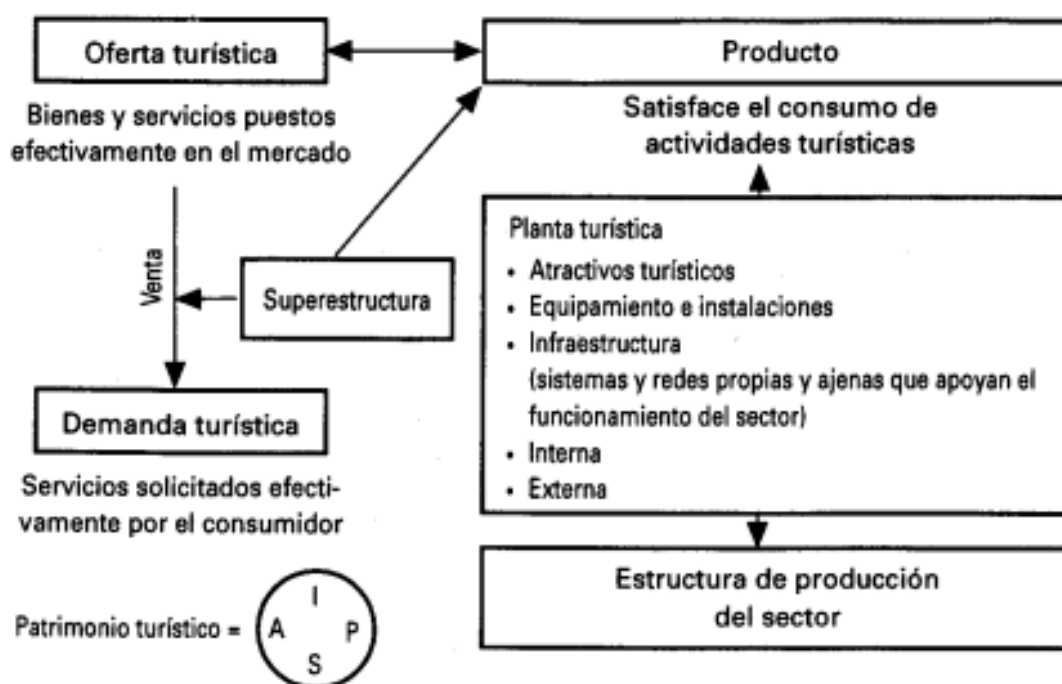 Oferta turística
Producto
Bienes y servicios puestos
efectivamente en el mercado
Satisface el consumo de
actividades turísticas
Venta
Superestructura
Planta turística
• Atractivos turísticos
• Equipamiento e instalaciones
• Infraestructura
(sistemas y redes propias y ajenas que apoyan el
funcionamiento del sector)
• Interna
• Externa
Demanda turística
Servicios solicitados efecti-
vamente por el consumidor
Estructura de producción
del sector
Patrimonio turístico =
I
A P
S